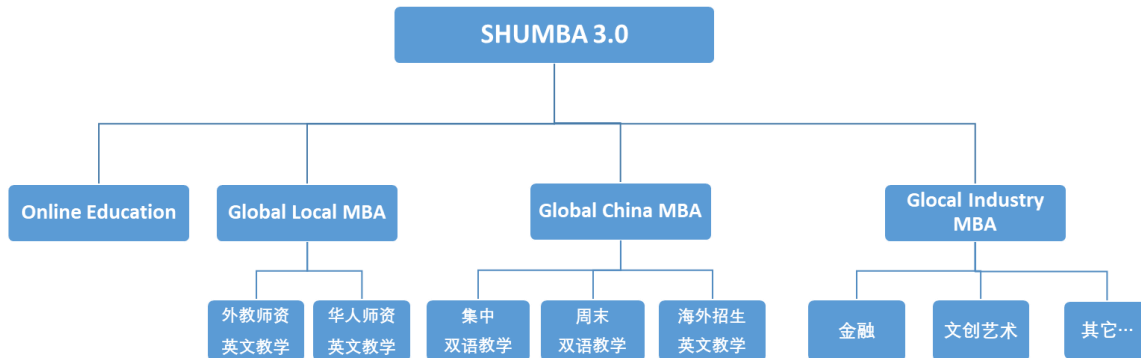 SHUMBA 3.0
Online Education
Global Local MBA
Global China MBA
Glocal Industry
MBA
外教师资
英文教学
华人师资
英文教学
集中
双语教学
周末
双语教学
海外招生
英文教学
金融
文创艺术
其它…